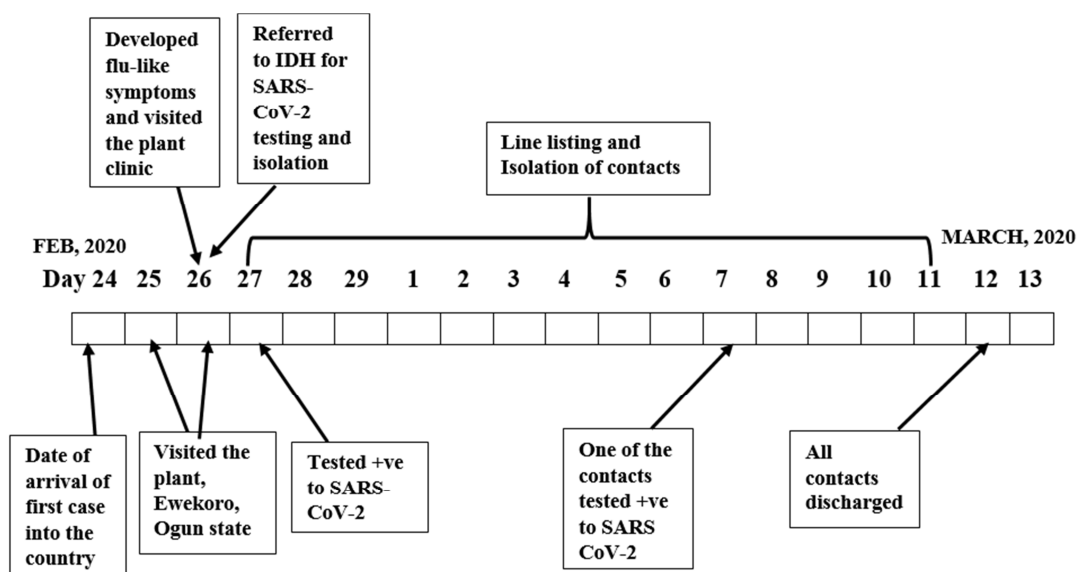 Developed
flu-like
symptoms
and visited
the plant
clinic
Referred
to IDH for
SARS-
CoV-2
testing and
isolation
Line listing and
Isolation of contacts
FEB, 2020
MARCH, 2020
Day 24 25 26 27 28 29 1 2 3 4 5 6 7 8 9 10 11 12 13
Date of
arrival of
first case
into the
country
Visited the
plant,
Ewekoro,
Ogun state
Tested +ve
to SARS-
CoV-2
One of the
contacts
tested +ve
to SARS
CoV-2
All
contacts
discharged